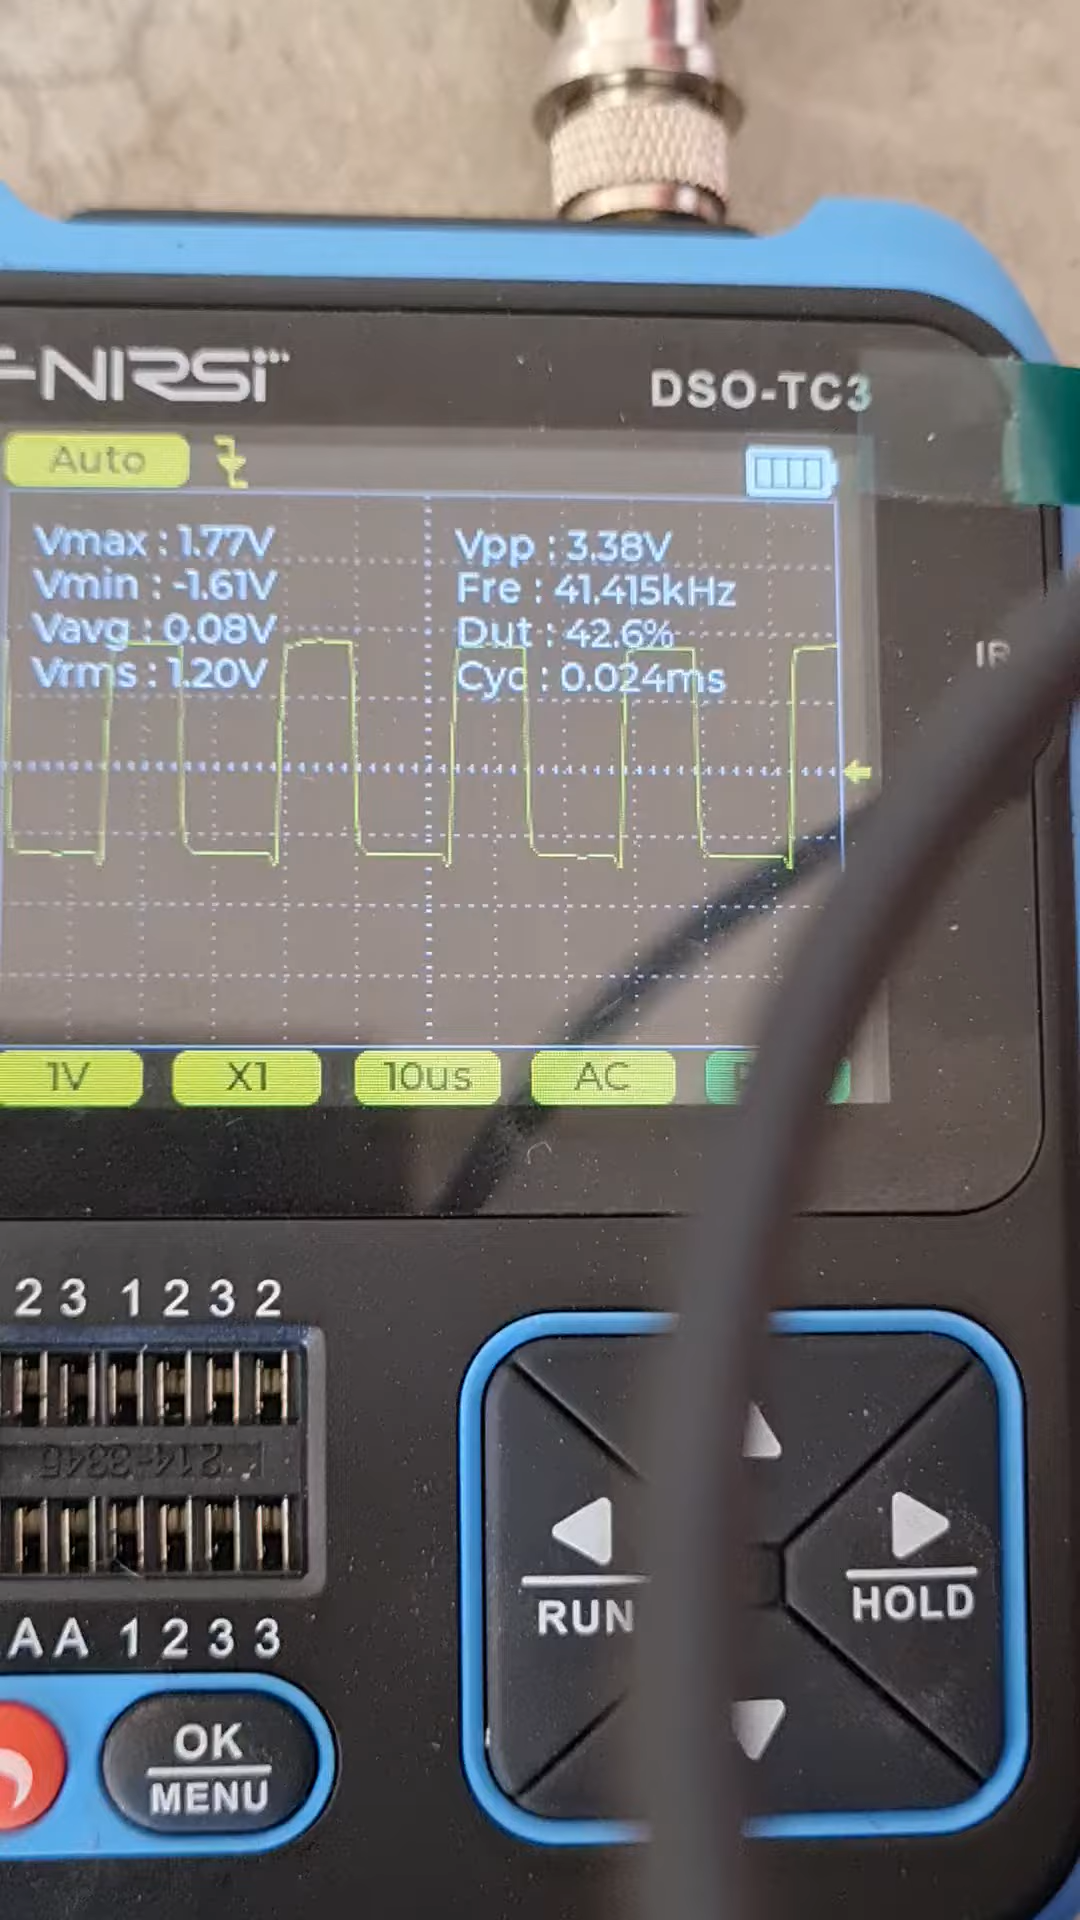 FNIRSI
DSO-TC3
Auto
Vmax : 1.77V
Vmin : -1.61V
Vavg : 0.08V
Vrms : 1.20V
Vpp : 3.38V
Fre : 41.415kHz
Dut : 42.6%
Cyc : 0.024ms
IR
1V X1 10us AC
2 3 1 2 3 2
K 214-3345
A A 1 2 3 3
RUN
HOLD
OK
MENU